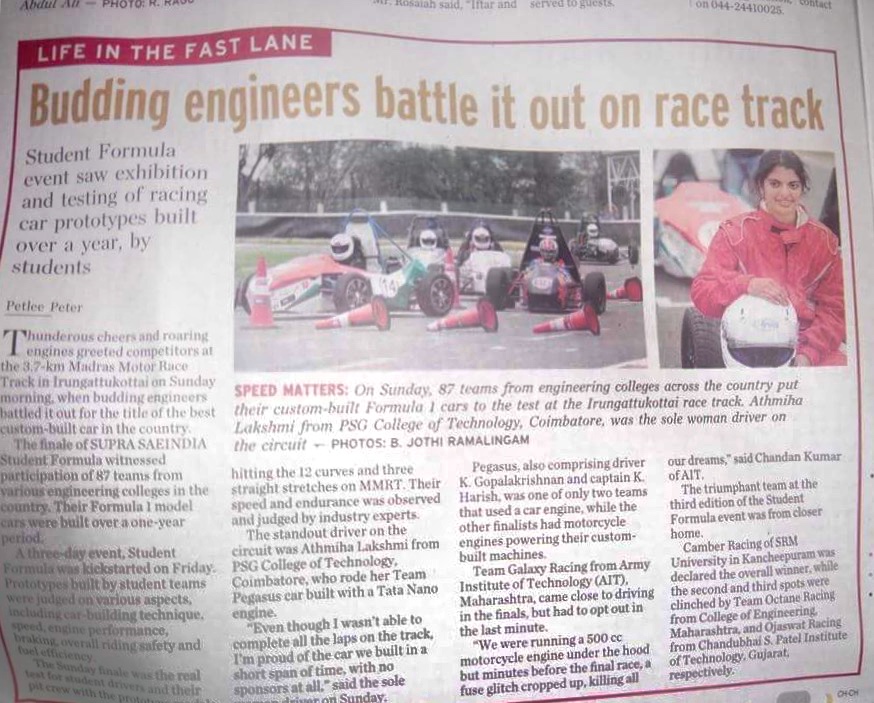 Abdul Ali — PHOTO: R. RAGU
Mr. Rosaiah said, "Iftar and
served to guests.
on 044-24410025.
contact
LIFE IN THE FAST LANE
Budding engineers battle it out on race track
Student Formula
event saw exhibition
and testing of racing
car prototypes built
over a year, by
students
Petlee Peter
Thunderous cheers and roaring
engines greeted competitors at
the 3.7-km Madras Motor Race
Track in Irungattukottai on Sunday
morning, when budding engineers
battled it out for the title of the best
custom-built car in the country.
The finale of SUPRA SAEINDIA
Student Formula witnessed
participation of 87 teams from
various engineering colleges in the
country. Their Formula 1 model
cars were built over a one-year
period.
A three-day event, Student
Formula was kickstarted on Friday.
Prototypes built by student teams
were judged on various aspects,
including car-building technique,
speed, engine performance,
braking, overall riding safety and
fuel efficiency.
The Sunday finale was the real
test for student drivers and their
pit crew with the
14
SPEED MATTERS: On Sunday, 87 teams from engineering colleges across the country put
their custom-built Formula 1 cars to the test at the Irungattukottai race track. Athmiha
Lakshmi from PSG College of Technology, Coimbatore, was the sole woman driver on
the circuit — PHOTOS: B. JOTHI RAMALINGAM
hitting the 12 curves and three
straight stretches on MMRT. Their
speed and endurance was observed
and judged by industry experts.
The standout driver on the
circuit was Athmiha Lakshmi from
PSG College of Technology,
Coimbatore, who rode her Team
Pegasus car built with a Tata Nano
engine.
"Even though I wasn't able to
complete all the laps on the track,
I'm proud of the car we built in a
short span of time, with no
sponsors at all," said the sole
driver on Sunday.
Pegasus, also comprising driver
K. Gopalakrishnan and captain K.
Harish, was one of only two teams
that used a car engine, while the
other finalists had motorcycle
engines powering their custom-
built machines.
Team Galaxy Racing from Army
Institute of Technology (AIT),
Maharashtra, came close to driving
in the finals, but had to opt out in
the last minute.
"We were running a 500 cc
motorcycle engine under the hood
but minutes before the final race, a
fuse glitch cropped up, killing all
our dreams," said Chandan Kumar
of AIT.
The triumphant team at the
third edition of the Student
Formula event was from closer
home.
Camber Racing of SRM
University in Kancheepuram was
declared the overall winner, while
the second and third spots were
clinched by Team Octane Racing
from College of Engineering,
Maharashtra, and Ojaswat Racing
from Chandubhai S. Patel Institute
of Technology, Gujarat,
respectively.
CH-CH